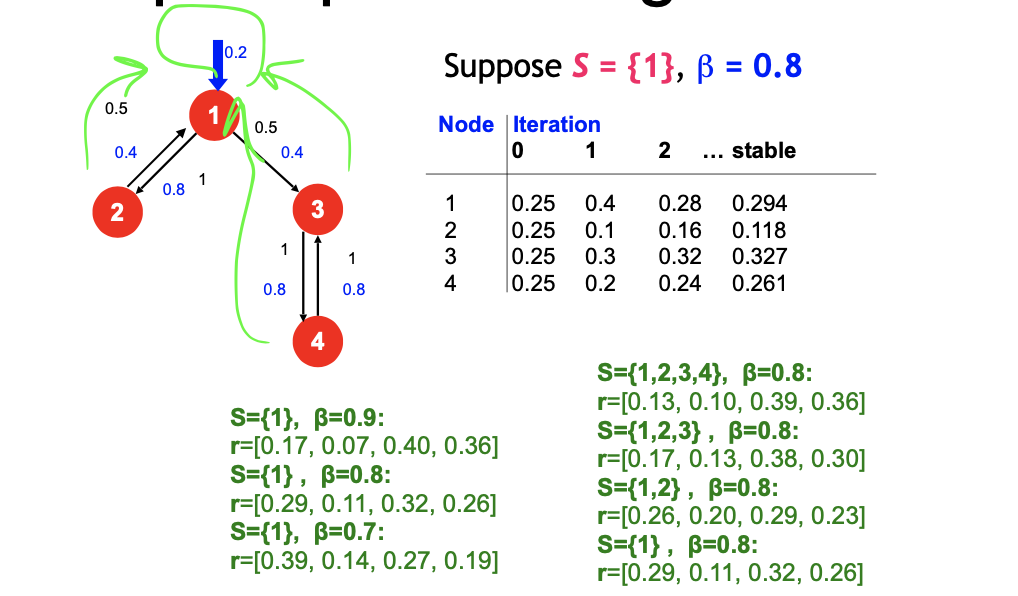 0.2
Suppose S = {1}, β = 0.8
1
0.5
0.5
0.4
0.4
0.8
1
2
3
1
1
0.8
0.8
4
Node Iteration
0 1 2 … stable
1 0.25 0.4 0.28 0.294
2 0.25 0.1 0.16 0.118
3 0.25 0.3 0.32 0.327
4 0.25 0.2 0.24 0.261
S={1}, β=0.9:
r=[0.17, 0.07, 0.40, 0.36]
S={1} , β=0.8:
r=[0.29, 0.11, 0.32, 0.26]
S={1}, β=0.7:
r=[0.39, 0.14, 0.27, 0.19]
S={1,2,3,4}, β=0.8:
r=[0.13, 0.10, 0.39, 0.36]
S={1,2,3} , β=0.8:
r=[0.17, 0.13, 0.38, 0.30]
S={1,2} , β=0.8:
r=[0.26, 0.20, 0.29, 0.23]
S={1} , β=0.8:
r=[0.29, 0.11, 0.32, 0.26]